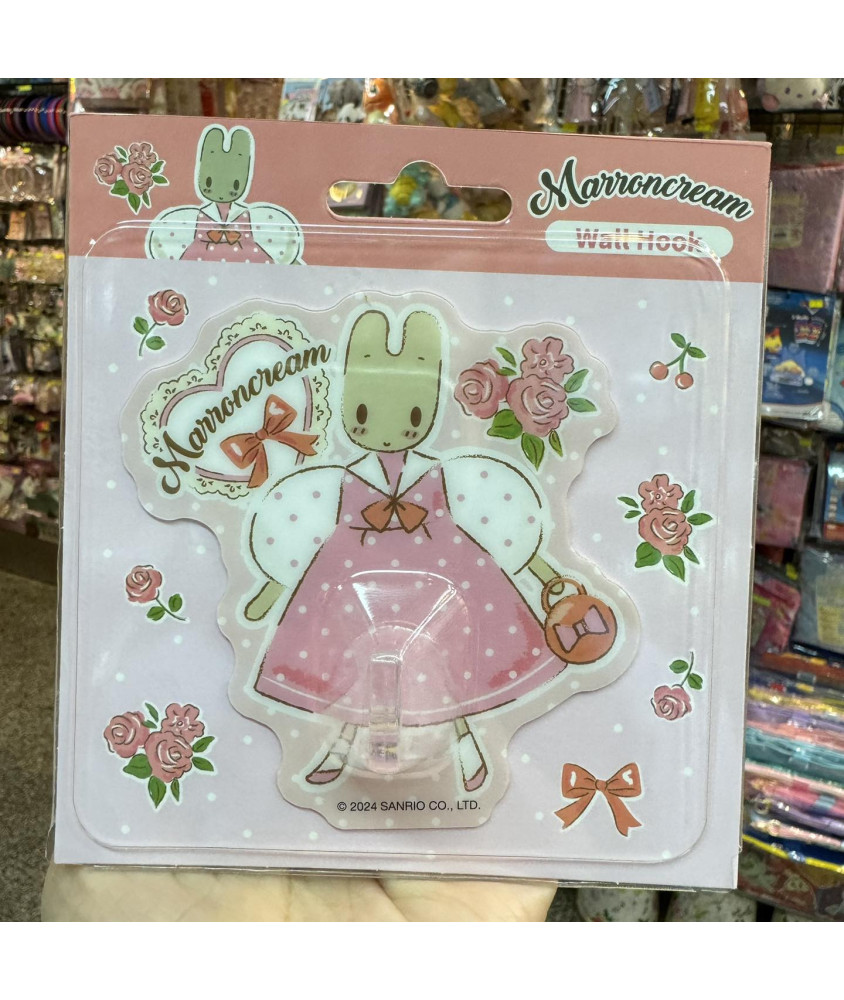 Marroncream
Wall Hook
Marroncream
© 2024 SANRIO CO., LTD.